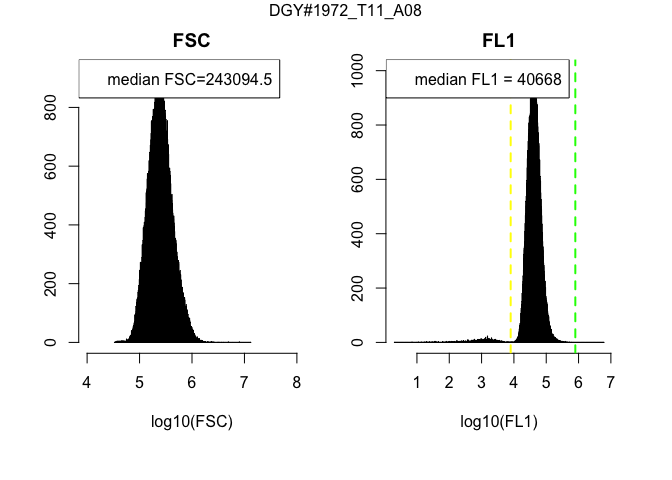 DGY#1972_T11_A08
FSC
FL1
median FSC=243094.5
median FL1 = 40668
0 200 400 600 800
0 200 400 600 800 1000
4 5 6 7 8
1 2 3 4 5 6 7
log10(FSC)
log10(FL1)